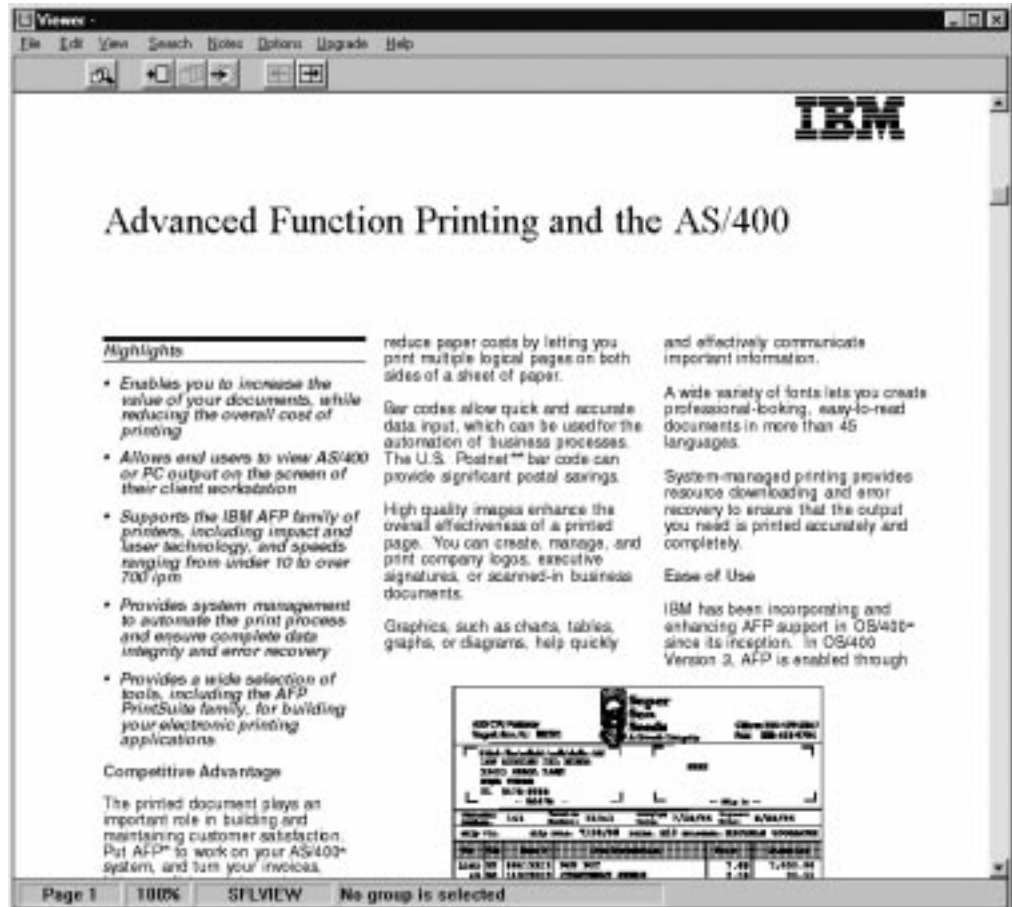 Viewer -
File Edit View Search Notes Options Upgrade Help
IBM
Advanced Function Printing and the AS/400
Highlights
• Enables you to increase the
value of your documents, while
reducing the overall cost of
printing
• Allows end users to view AS/400
or PC output on the screen of
their client workstation
• Supports the IBM AFP family of
printers, including impact and
laser technology, and speeds
ranging from under 10 to over
700 ipm
• Provides system management
to automate the print process
and ensure complete data
integrity and error recovery
• Provides a wide selection of
tools, including the AFP
PrintSuite family, for building
your electronic printing
applications
Competitive Advantage
The printed document plays an
important role in building and
maintaining customer satisfaction.
Put AFP™ to work on your AS/400®
system, and turn your invoices,
reduce paper costs by letting you
print multiple logical pages on both
sides of a sheet of paper.
Bar codes allow quick and accurate
data input, which can be used for the
automation of business processes.
The U.S. Postnet** bar code can
provide significant postal savings.
High quality images enhance the
overall effectiveness of a printed
page. You can create, manage, and
print company logos, executive
signatures, or scanned-in business
documents.
Graphics, such as charts, tables,
graphs, or diagrams, help quickly
and effectively communicate
important information.
A wide variety of fonts lets you create
professional-looking, easy-to-read
documents in more than 45
languages.
System-managed printing provides
resource downloading and error
recovery to ensure that the output
you need is printed accurately and
completely.
Ease of Use
IBM has been incorporating and
enhancing AFP support in OS/400®
since its inception. In OS/400
Version 3, AFP is enabled through
Super
Sun
Seeds
Page 1 100% SFLVIEW No group is selected